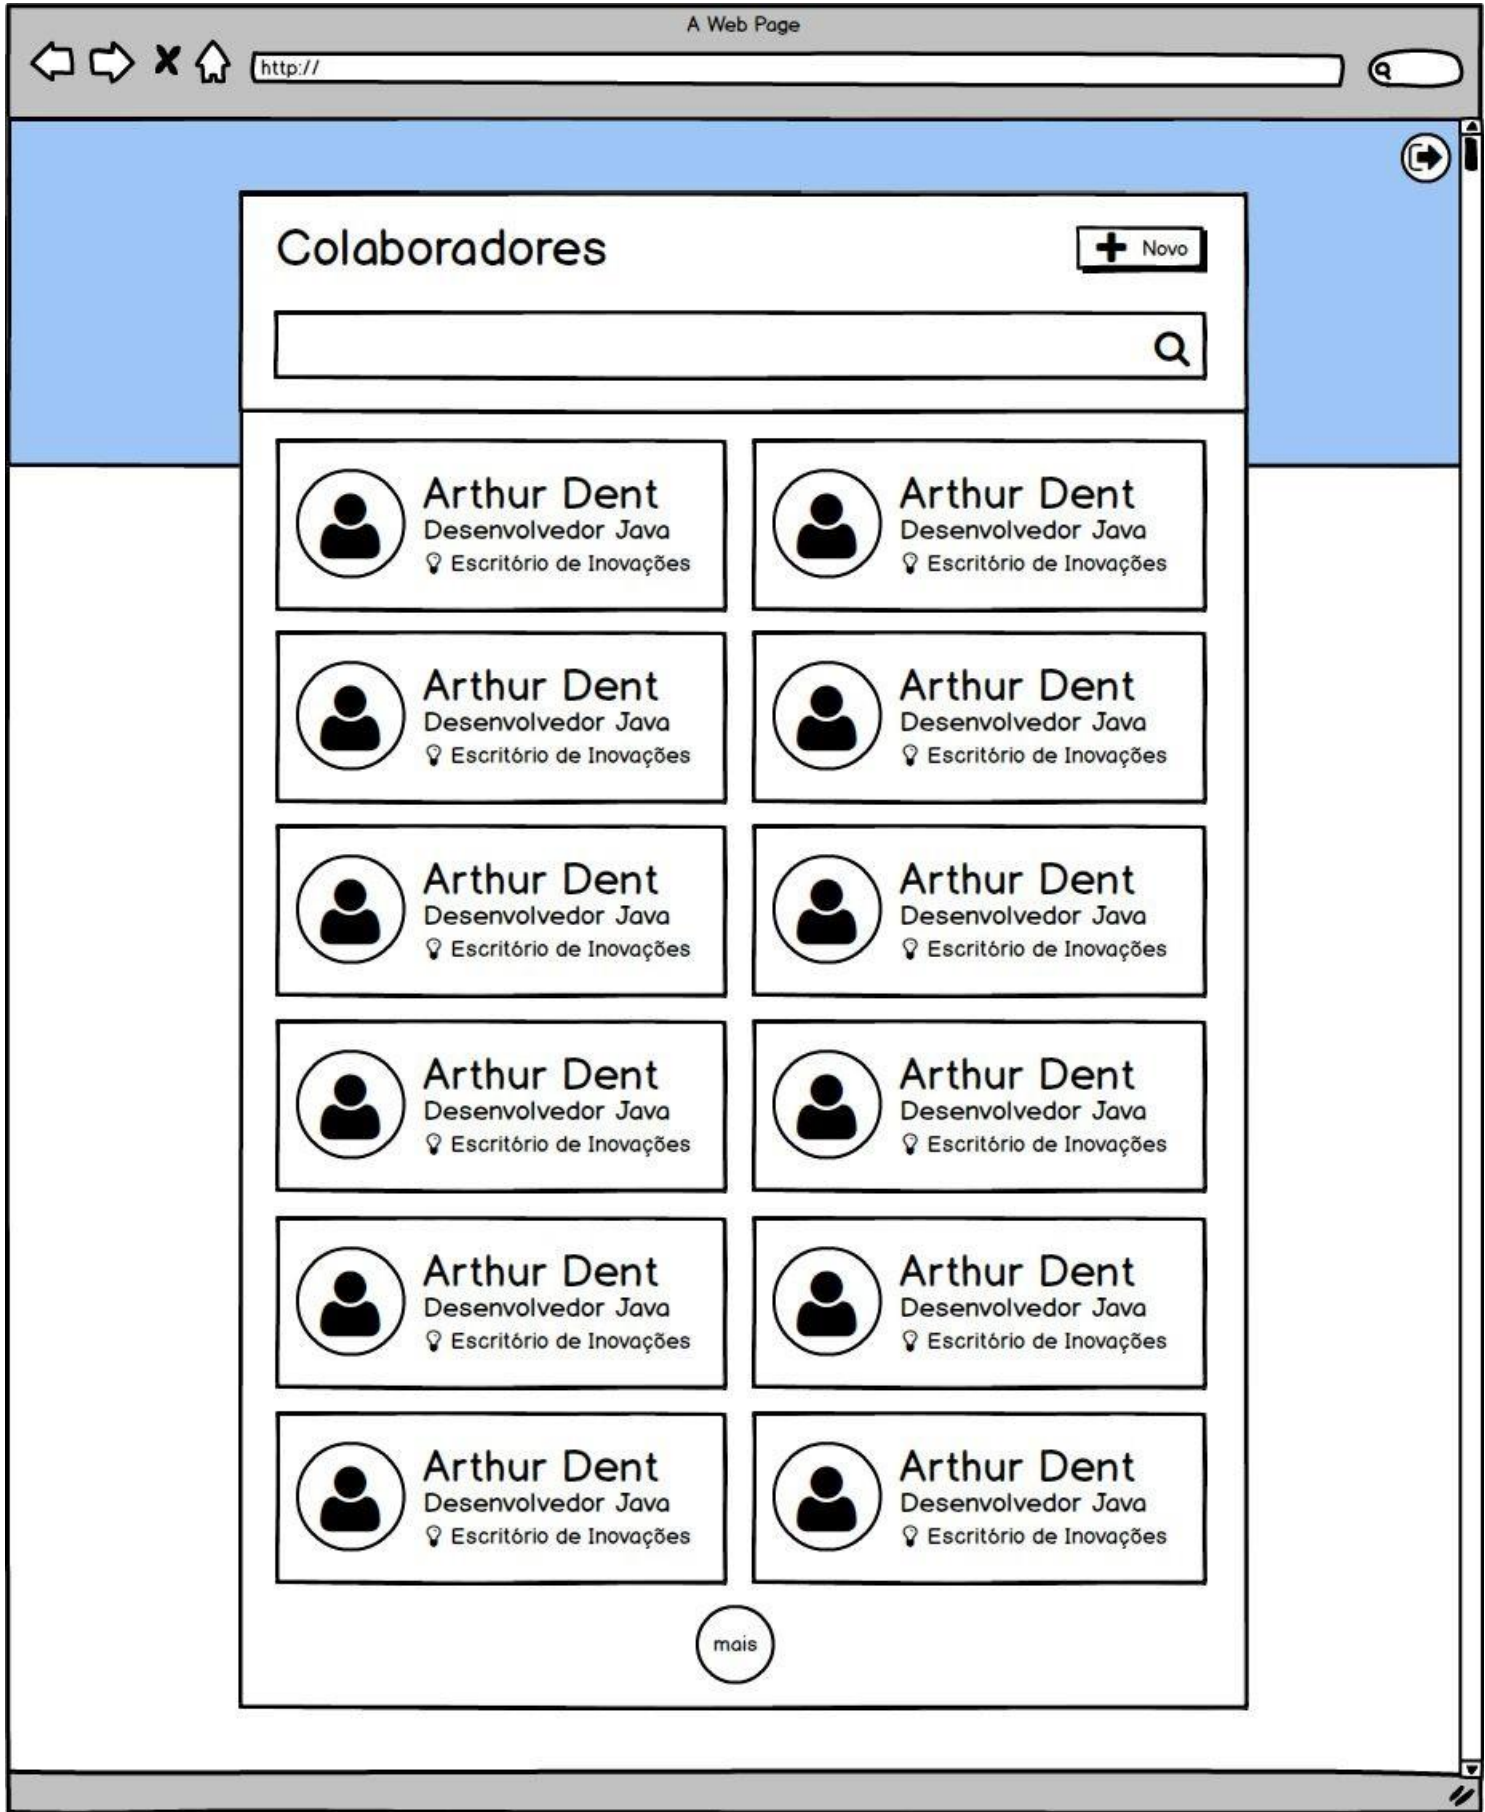 A Web Page
http://
Colaboradores
Novo
Arthur Dent
Desenvolvedor Java
Escritório de Inovações
Arthur Dent
Desenvolvedor Java
Escritório de Inovações
Arthur Dent
Desenvolvedor Java
Escritório de Inovações
Arthur Dent
Desenvolvedor Java
Escritório de Inovações
Arthur Dent
Desenvolvedor Java
Escritório de Inovações
Arthur Dent
Desenvolvedor Java
Escritório de Inovações
Arthur Dent
Desenvolvedor Java
Escritório de Inovações
Arthur Dent
Desenvolvedor Java
Escritório de Inovações
Arthur Dent
Desenvolvedor Java
Escritório de Inovações
Arthur Dent
Desenvolvedor Java
Escritório de Inovações
Arthur Dent
Desenvolvedor Java
Escritório de Inovações
Arthur Dent
Desenvolvedor Java
Escritório de Inovações
mais